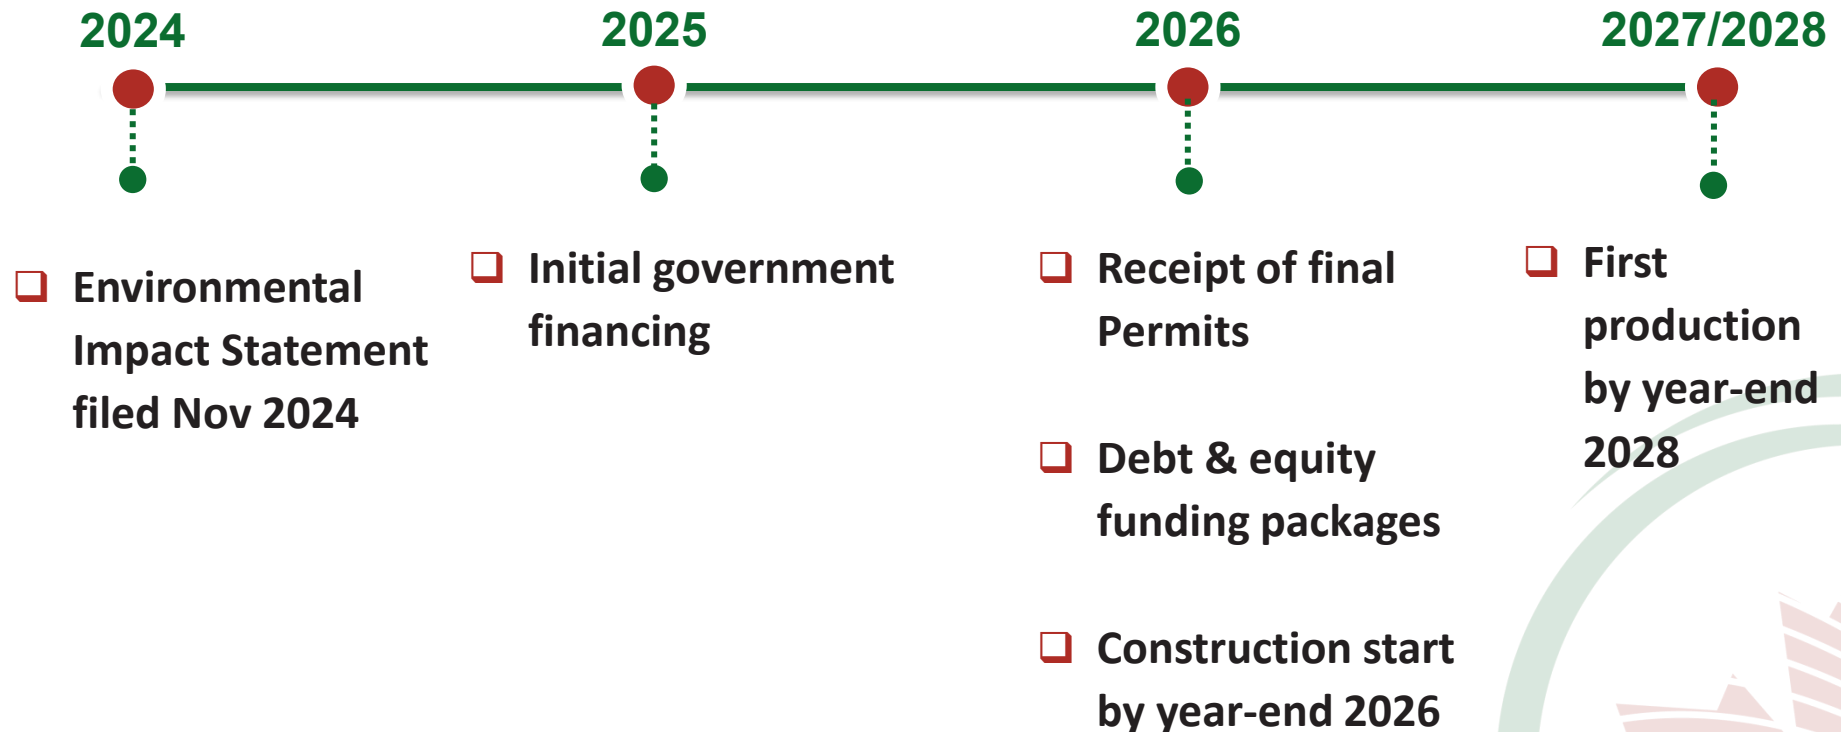 2024
2025
2026
2027/2028
Environmental
Impact Statement
filed Nov 2024
Initial government
financing
Receipt of final
Permits
Debt & equity
funding packages
Construction start
by year-end 2026
First
production
by year-end
2028